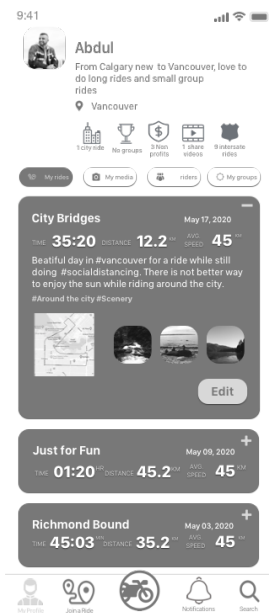 9:41
Abdul
From Calgary new to Vancouver, love to
do long rides and small group
rides
Vancouver
1 city ride
No groups
3 Non
profits
1 share
videos
9 intersate
rides
My rides
My media
riders
My groups
City Bridges
May 17, 2020
TIME 35:20 DISTANCE 12.2 KM AVG SPEED 45 KM
Beatiful day in #vancouver for a ride while still
doing #socialdistancing. There is not better way
to enjoy the sun while riding around the city.
#Around the city #Scenery
Edit
Just for Fun
May 09, 2020
TIME 01:20 HR DISTANCE 45.2 KM AVG SPEED 45 KM
Richmond Bound
May 03, 2020
TIME 45:03 MIN DISTANCE 35.2 KM AVG SPEED 45 KM
My Profile
Join a Ride
Notifications
Search